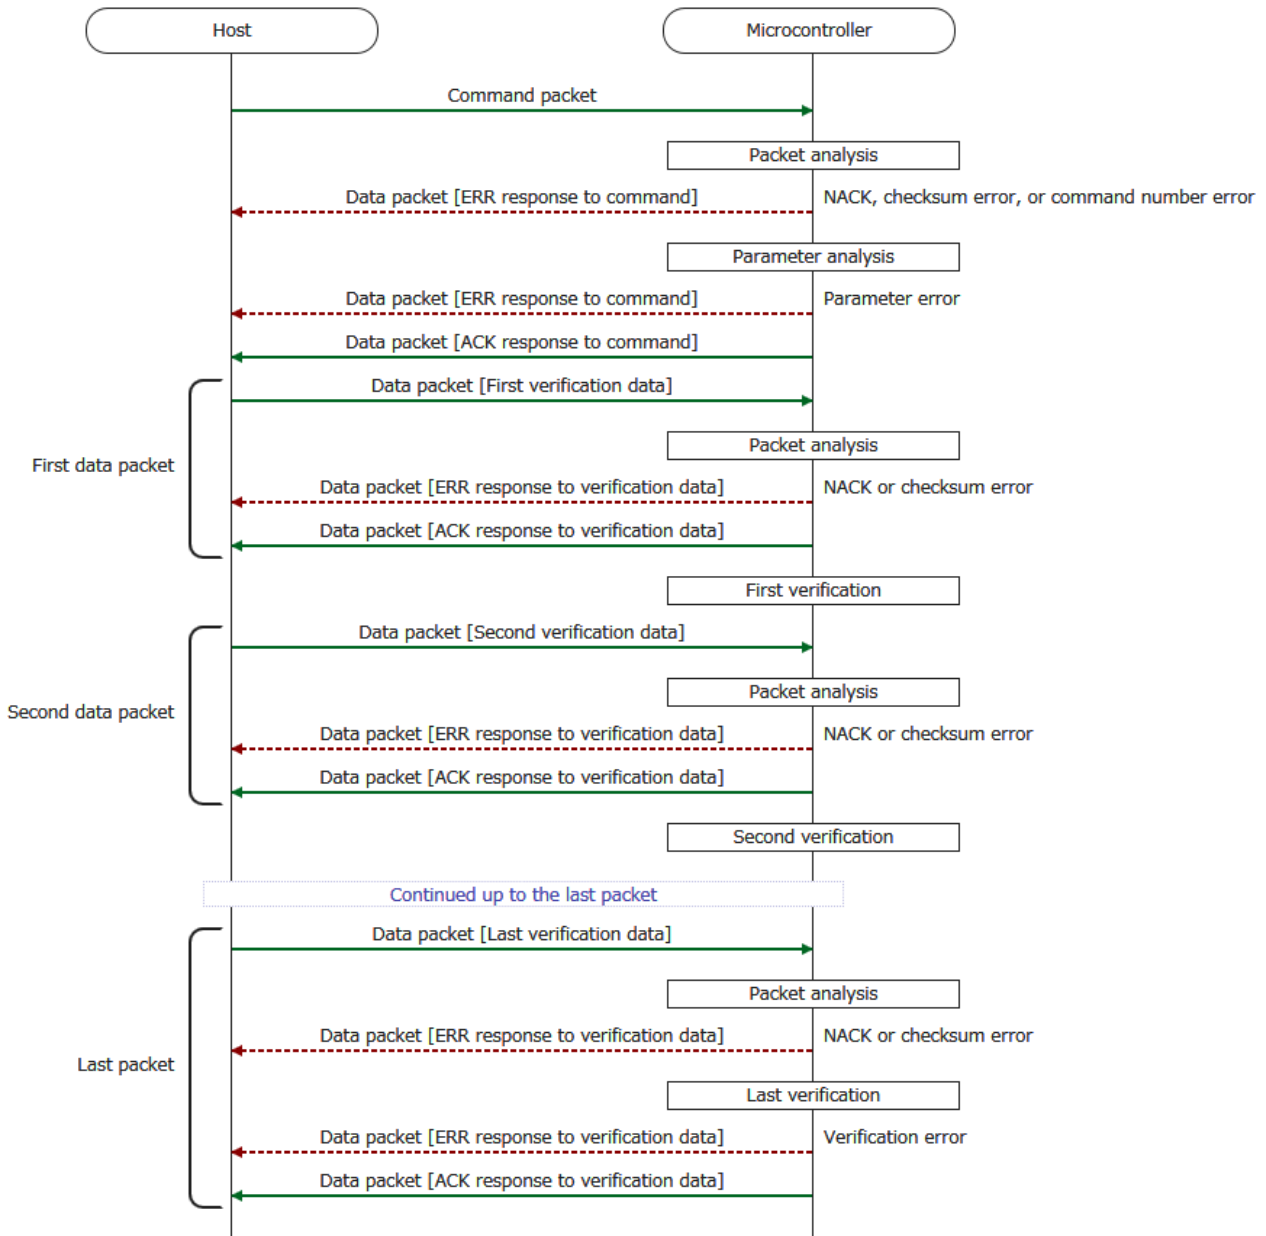 Host
Microcontroller
Command packet
Packet analysis
Data packet [ERR response to command]
NACK, checksum error, or command number error
Parameter analysis
Data packet [ERR response to command]
Parameter error
Data packet [ACK response to command]
Data packet [First verification data]
Packet analysis
First data packet
Data packet [ERR response to verification data]
NACK or checksum error
Data packet [ACK response to verification data]
First verification
Data packet [Second verification data]
Packet analysis
Second data packet
Data packet [ERR response to verification data]
NACK or checksum error
Data packet [ACK response to verification data]
Second verification
Continued up to the last packet
Data packet [Last verification data]
Packet analysis
Data packet [ERR response to verification data]
NACK or checksum error
Last packet
Last verification
Data packet [ERR response to verification data]
Verification error
Data packet [ACK response to verification data]